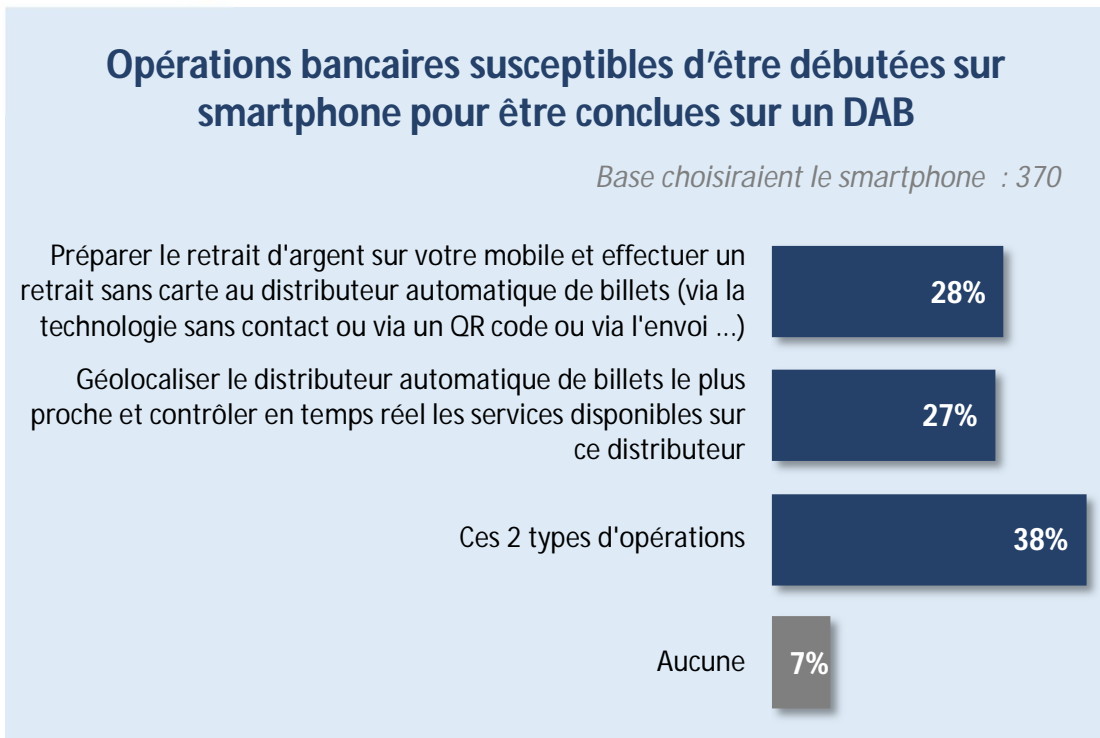 Opérations bancaires susceptibles d’être débutées sur
smartphone pour être conclues sur un DAB
Base choisiraient le smartphone : 370
Préparer le retrait d'argent sur votre mobile et effectuer un
retrait sans carte au distributeur automatique de billets (via la
technologie sans contact ou via un QR code ou via l'envoi ...)
28%
Géolocaliser le distributeur automatique de billets le plus
proche et contrôler en temps réel les services disponibles sur
ce distributeur
27%
Ces 2 types d'opérations
38%
Aucune
7%